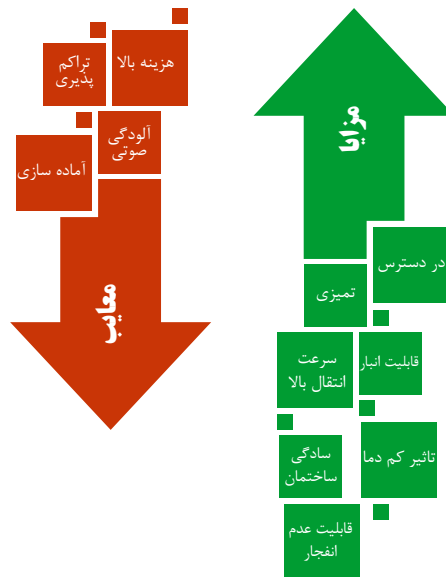 مزایا
در دسترس
تمیزی
قابلیت انبار
سرعت
انتقال بالا
تاثیر کم دما
سادگی
ساختمان
قابلیت عدم
انفجار
هزینه بالا
تراکم
پذیری
آلودگی
صوتی
آماده سازی
معایب